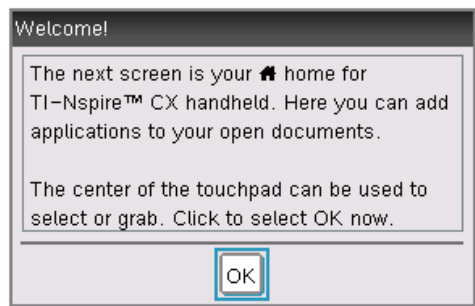 Welcome!
The next screen is your home for
TI-Nspire™ CX handheld. Here you can add
applications to your open documents.
The center of the touchpad can be used to
select or grab. Click to select OK now.
OK